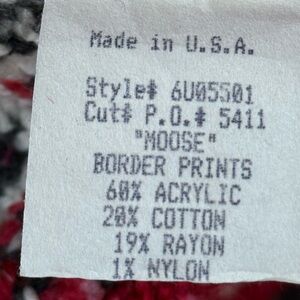 Made in U.S.A.
Style# 6U05501
Cut# P.O.# 5411
"MOOSE"
BORDER PRINTS
60% ACRYLIC
20% COTTON
19% RAYON
1% NYLON